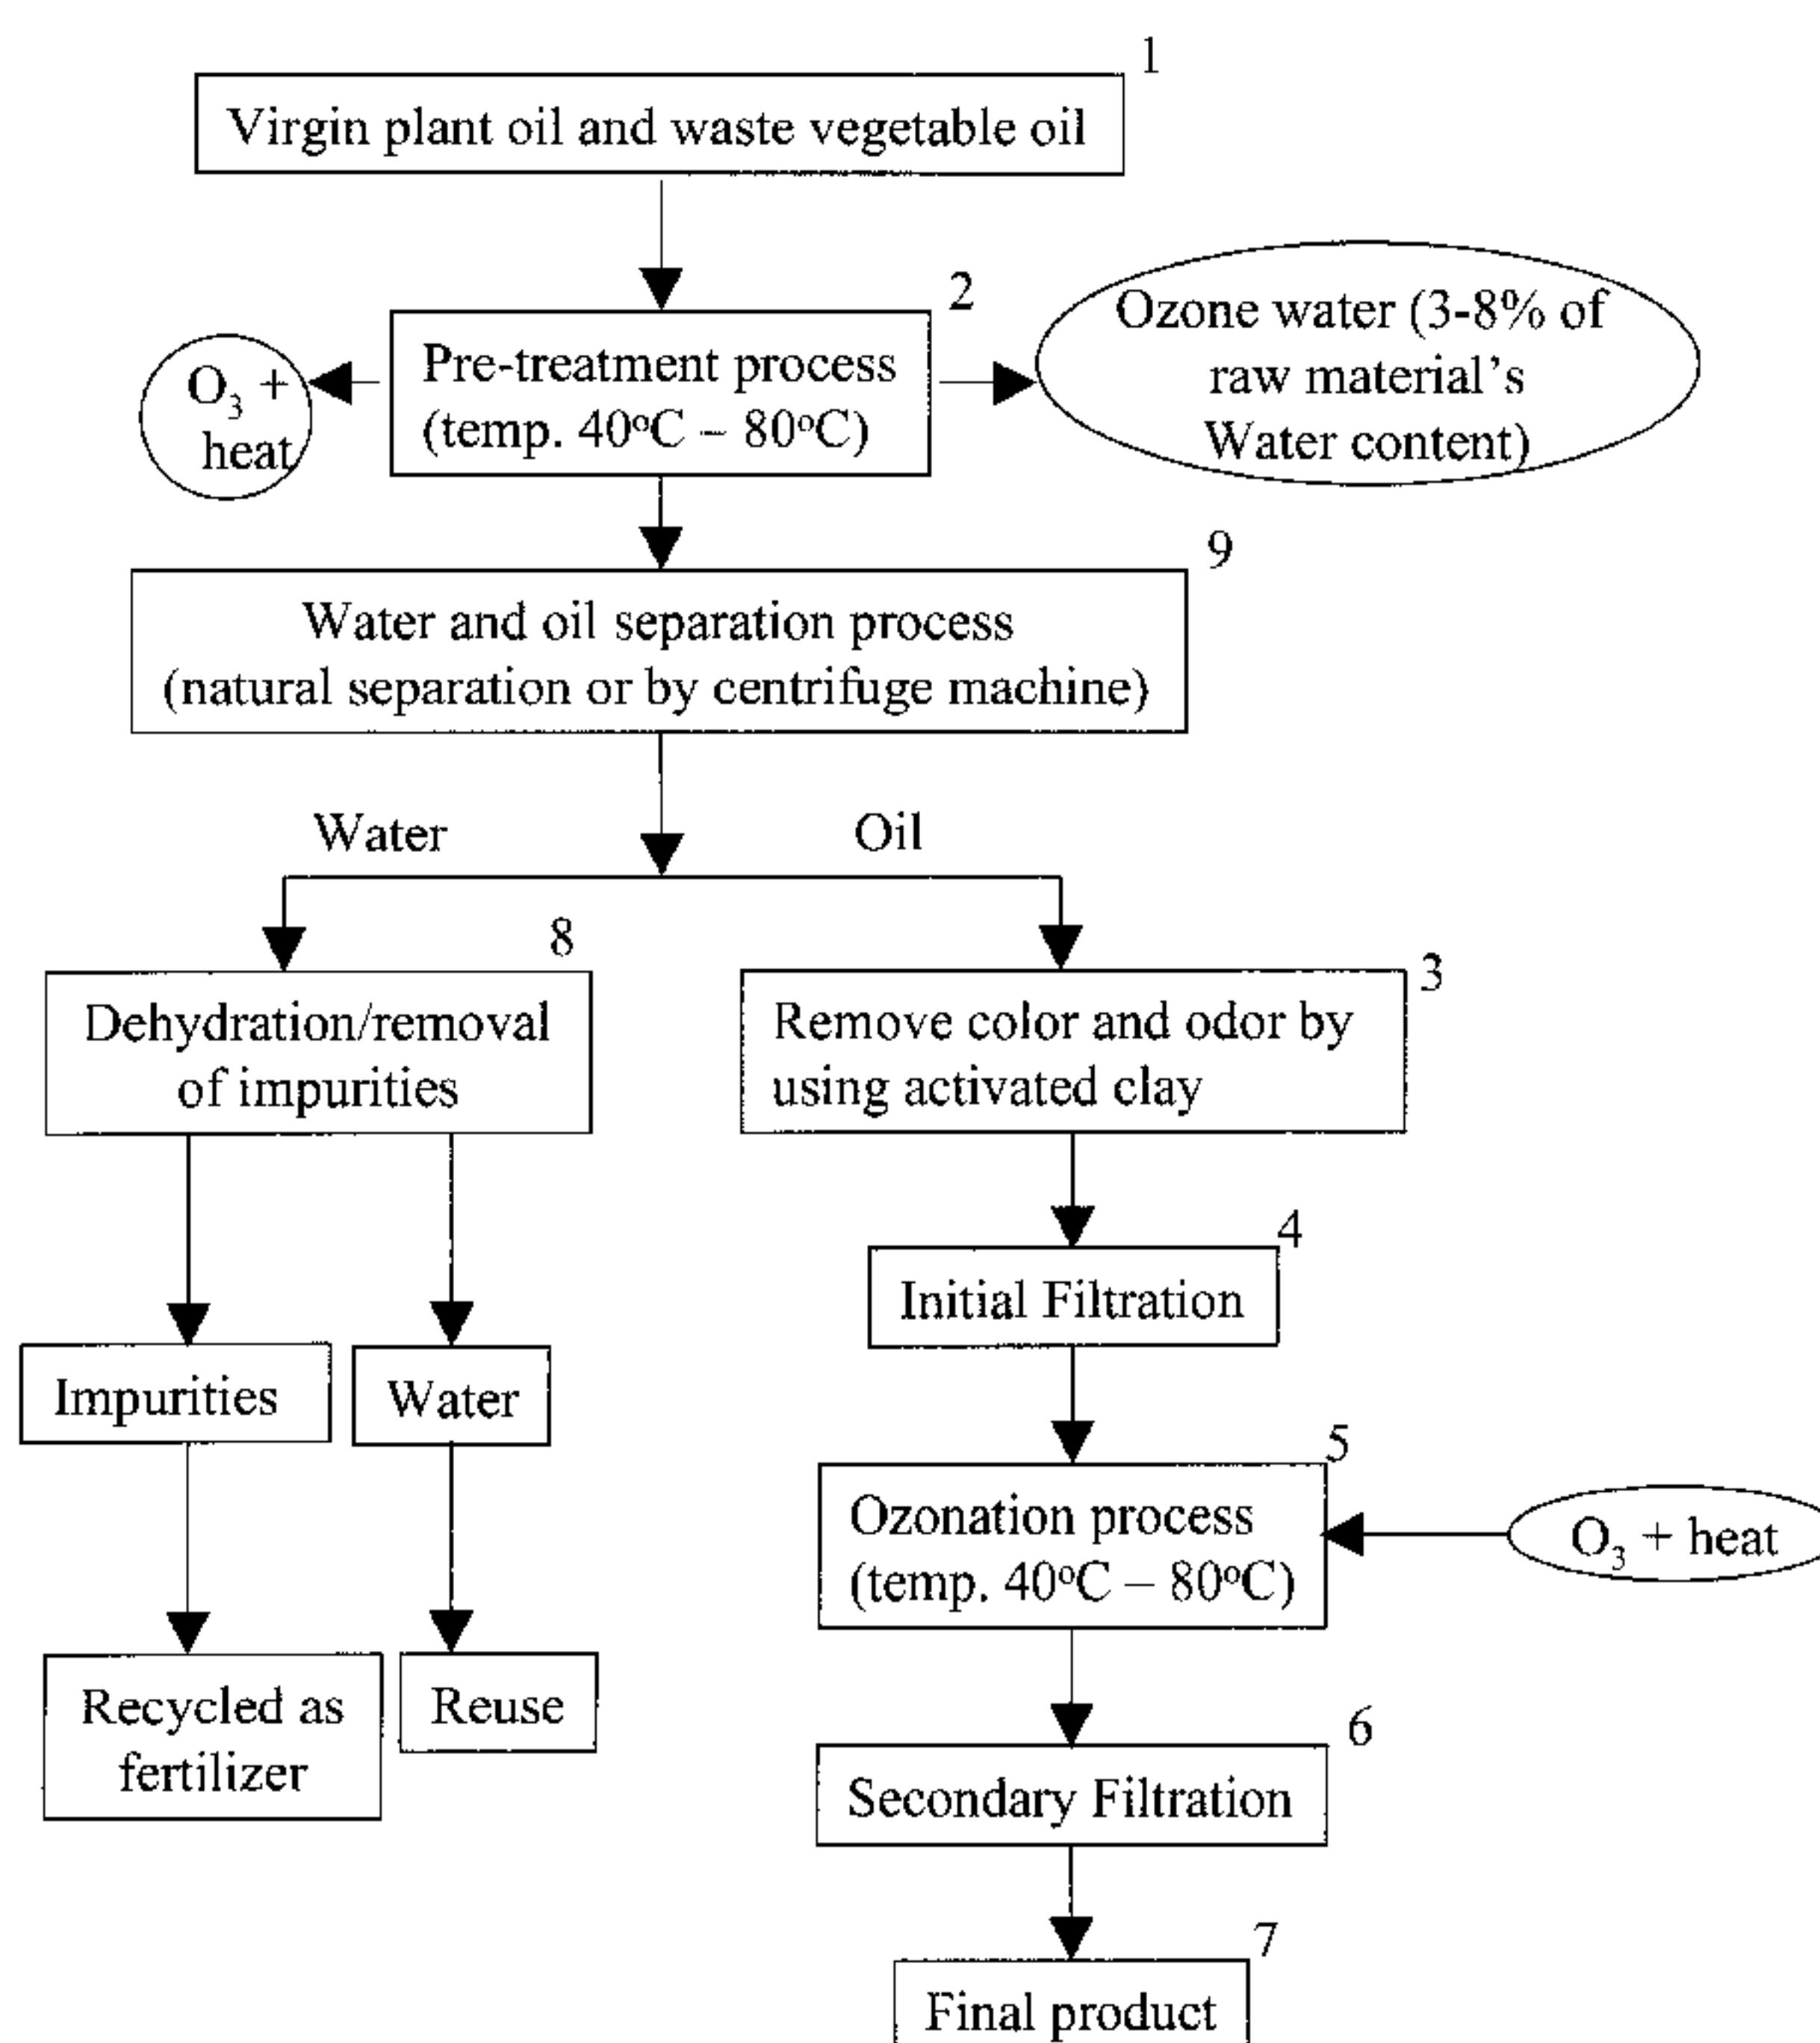 1
Virgin plant oil and waste vegetable oil
2
Pre-treatment process
(temp. 40°C – 80°C)
O₃ +
heat
Ozone water (3-8% of
raw material's
Water content)
9
Water and oil separation process
(natural separation or by centrifuge machine)
Water
Oil
8
Dehydration/removal
of impurities
3
Remove color and odor by
using activated clay
4
Initial Filtration
Impurities
Water
5
Ozonation process
(temp. 40°C – 80°C)
O₃ + heat
Recycled as
fertilizer
Reuse
6
Secondary Filtration
7
Final product